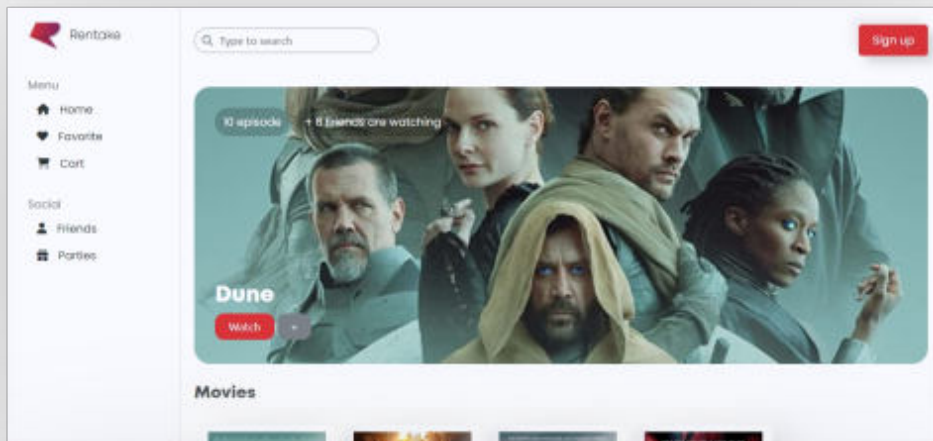 Rentake
Type to search
Sign up
Menu
Home
Favorite
Cart
Social
Friends
Parties
10 episode
+ 8 friends are watching
Dune
Watch
+
Movies